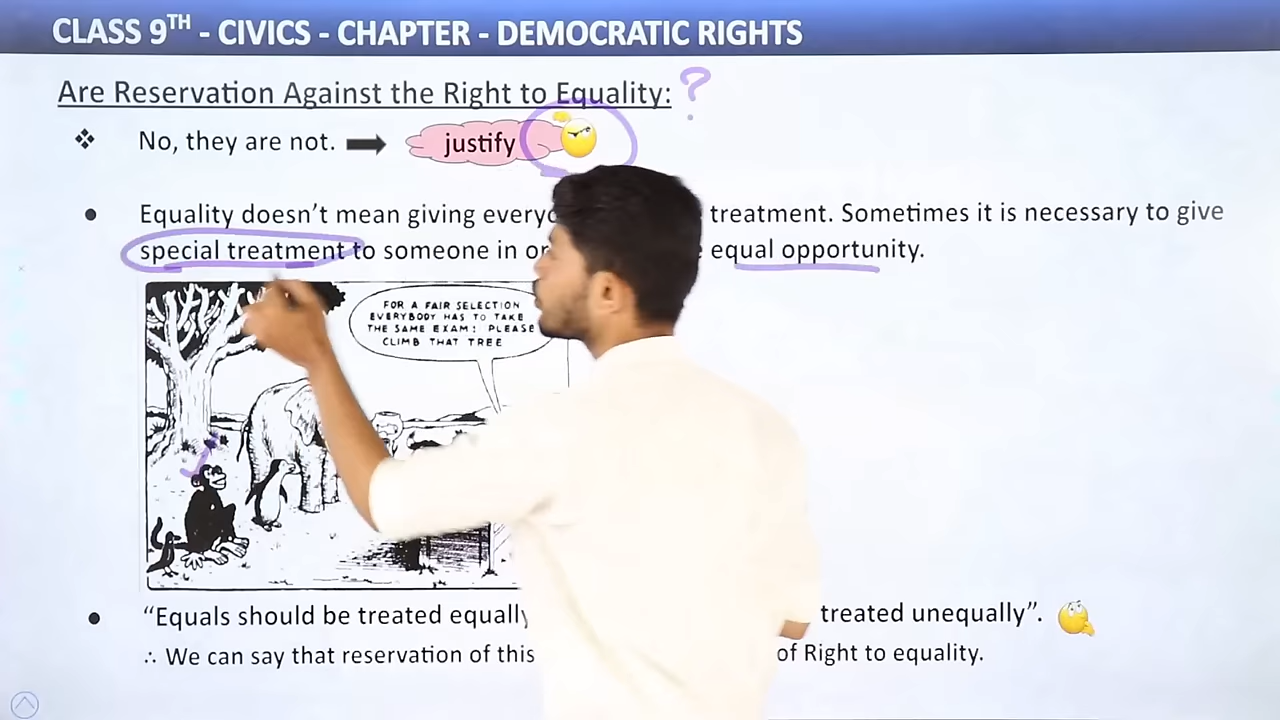 CLASS 9TH - CIVICS - CHAPTER - DEMOCRATIC RIGHTS
Are Reservation Against the Right to Equality: ?
❖ No, they are not. ➡ justify
● Equality doesn't mean giving everyo treatment. Sometimes it is necessary to give
special treatment to someone in equal opportunity.
FOR A FAIR SELECTION
EVERYBODY HAS TO TAKE
THE SAME EXAM: PLEASE
CLIMB THAT TREE
● “Equals should be treated equally treated unequally”.
∴ We can say that reservation of this of Right to equality.